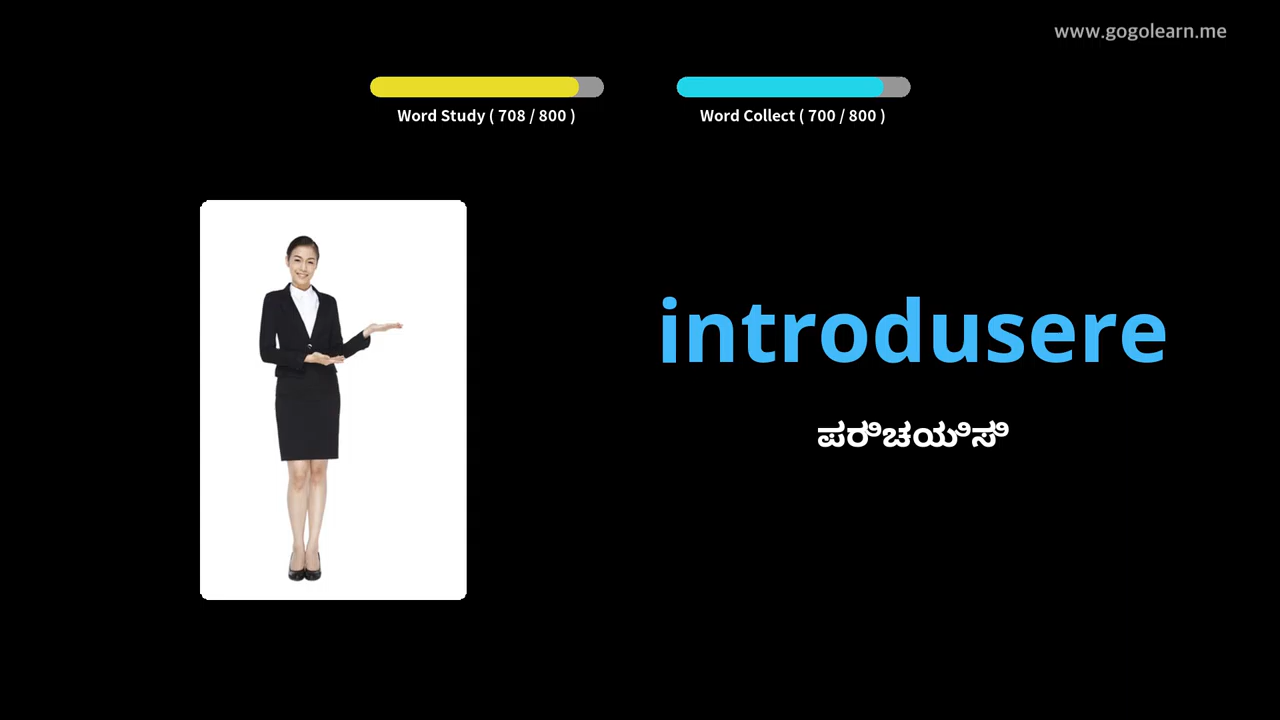 www.gogolearn.me
Word Study ( 708 / 800 )
Word Collect ( 700 / 800 )
introdusere
ಪರಿಚಯಿಸಿ